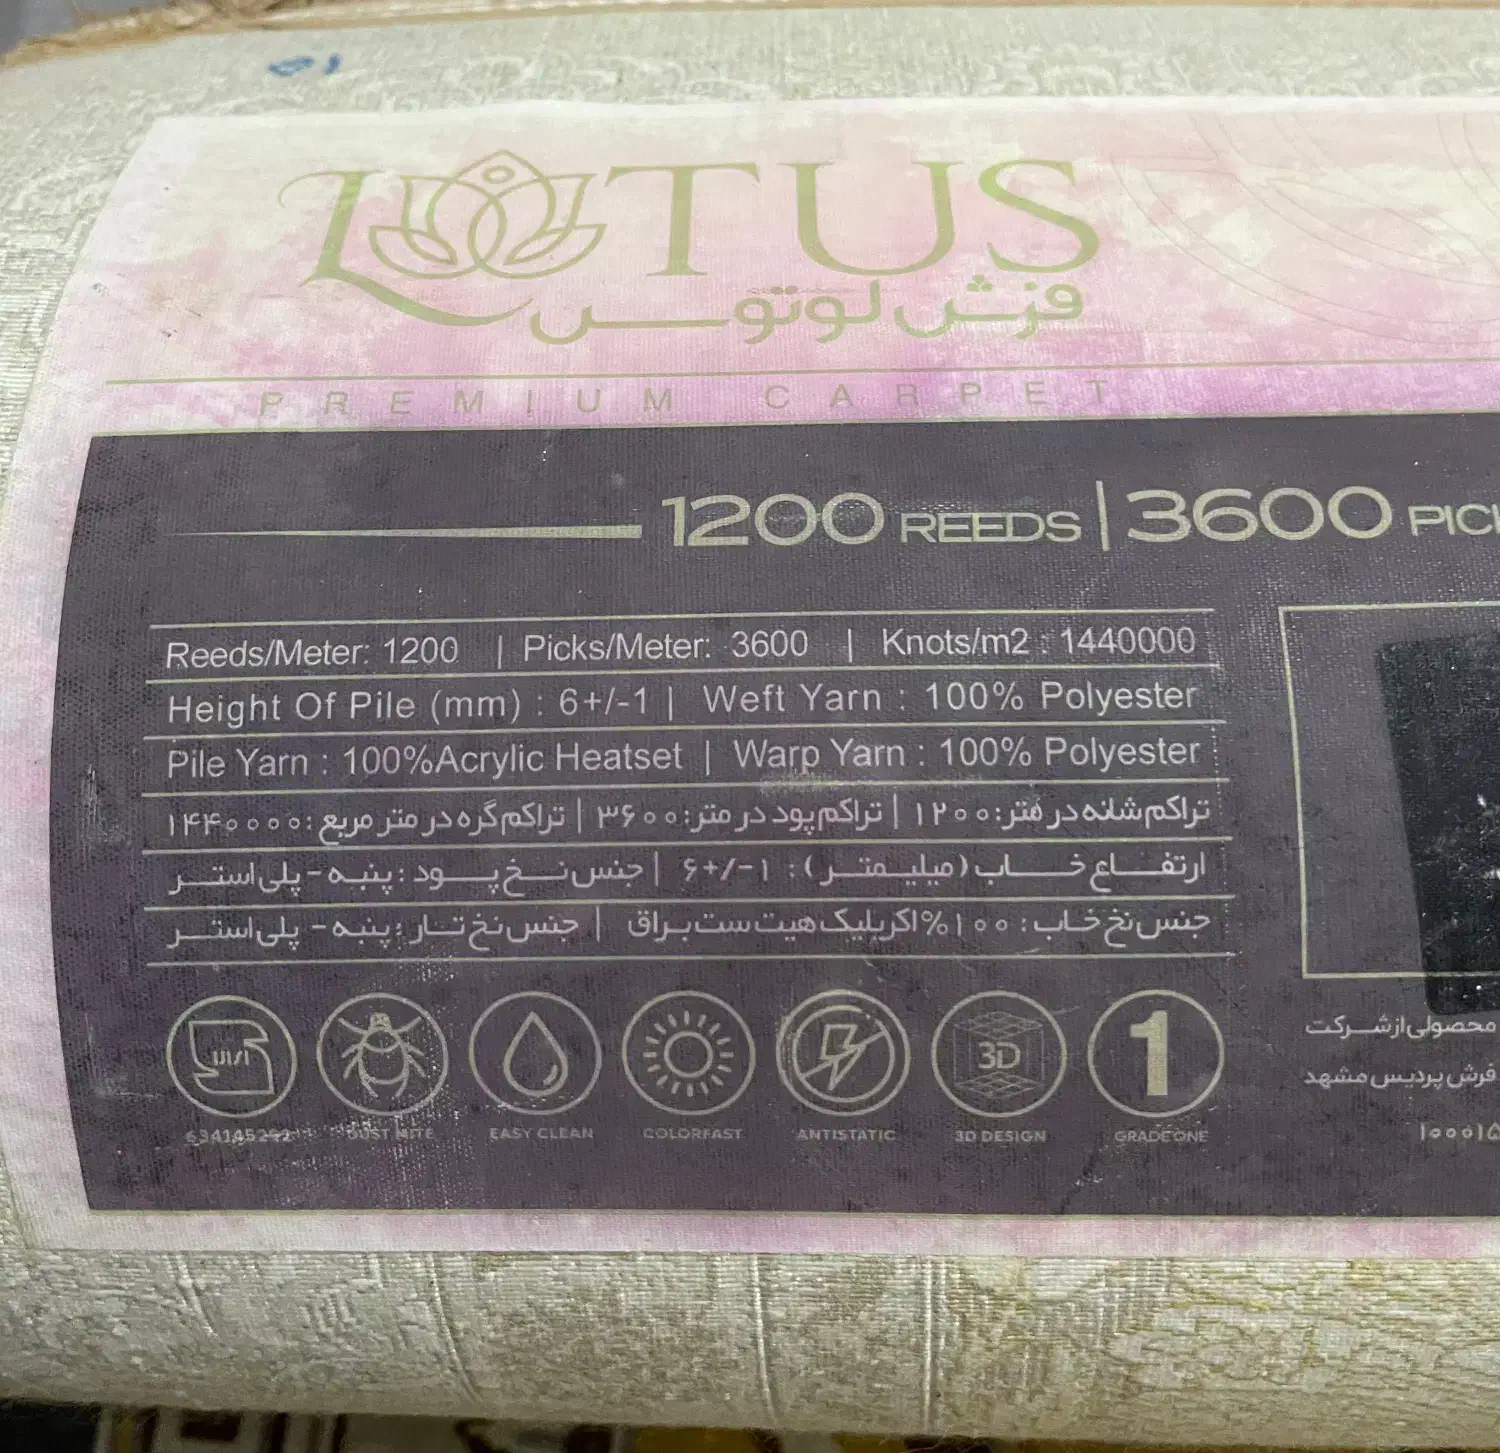 LOTUS
فرش لوتوس
PREMIUM CARPET
1200 REEDS | 3600 PIC
Reeds/Meter: 1200 | Picks/Meter: 3600 | Knots/m2 : 1440000
Height Of Pile (mm) : 6+/-1 | Weft Yarn : 100% Polyester
Pile Yarn : 100%Acrylic Heatset | Warp Yarn : 100% Polyester
تراکم شانه در متر: ۱۲۰۰ | تراکم پود در متر: ۳۶۰۰ | تراکم گره در متر مربع : ۱۴۴۰۰۰۰
ارتفاع خاب (میلیمتر) : ۶+/-۱ | جنس نخ پود : پنبه - پلی استر
جنس نخ خاب : ۱۰۰% اکریلیک هیت ست براق | جنس نخ تار : پنبه - پلی استر
634145292 DUST MITE EASY CLEAN COLORFAST ANTISTATIC 3D 3D DESIGN 1 GRADE ONE
محصولی از شرکت
فرش پردیس مشهد
۱۰۰۰۱۵